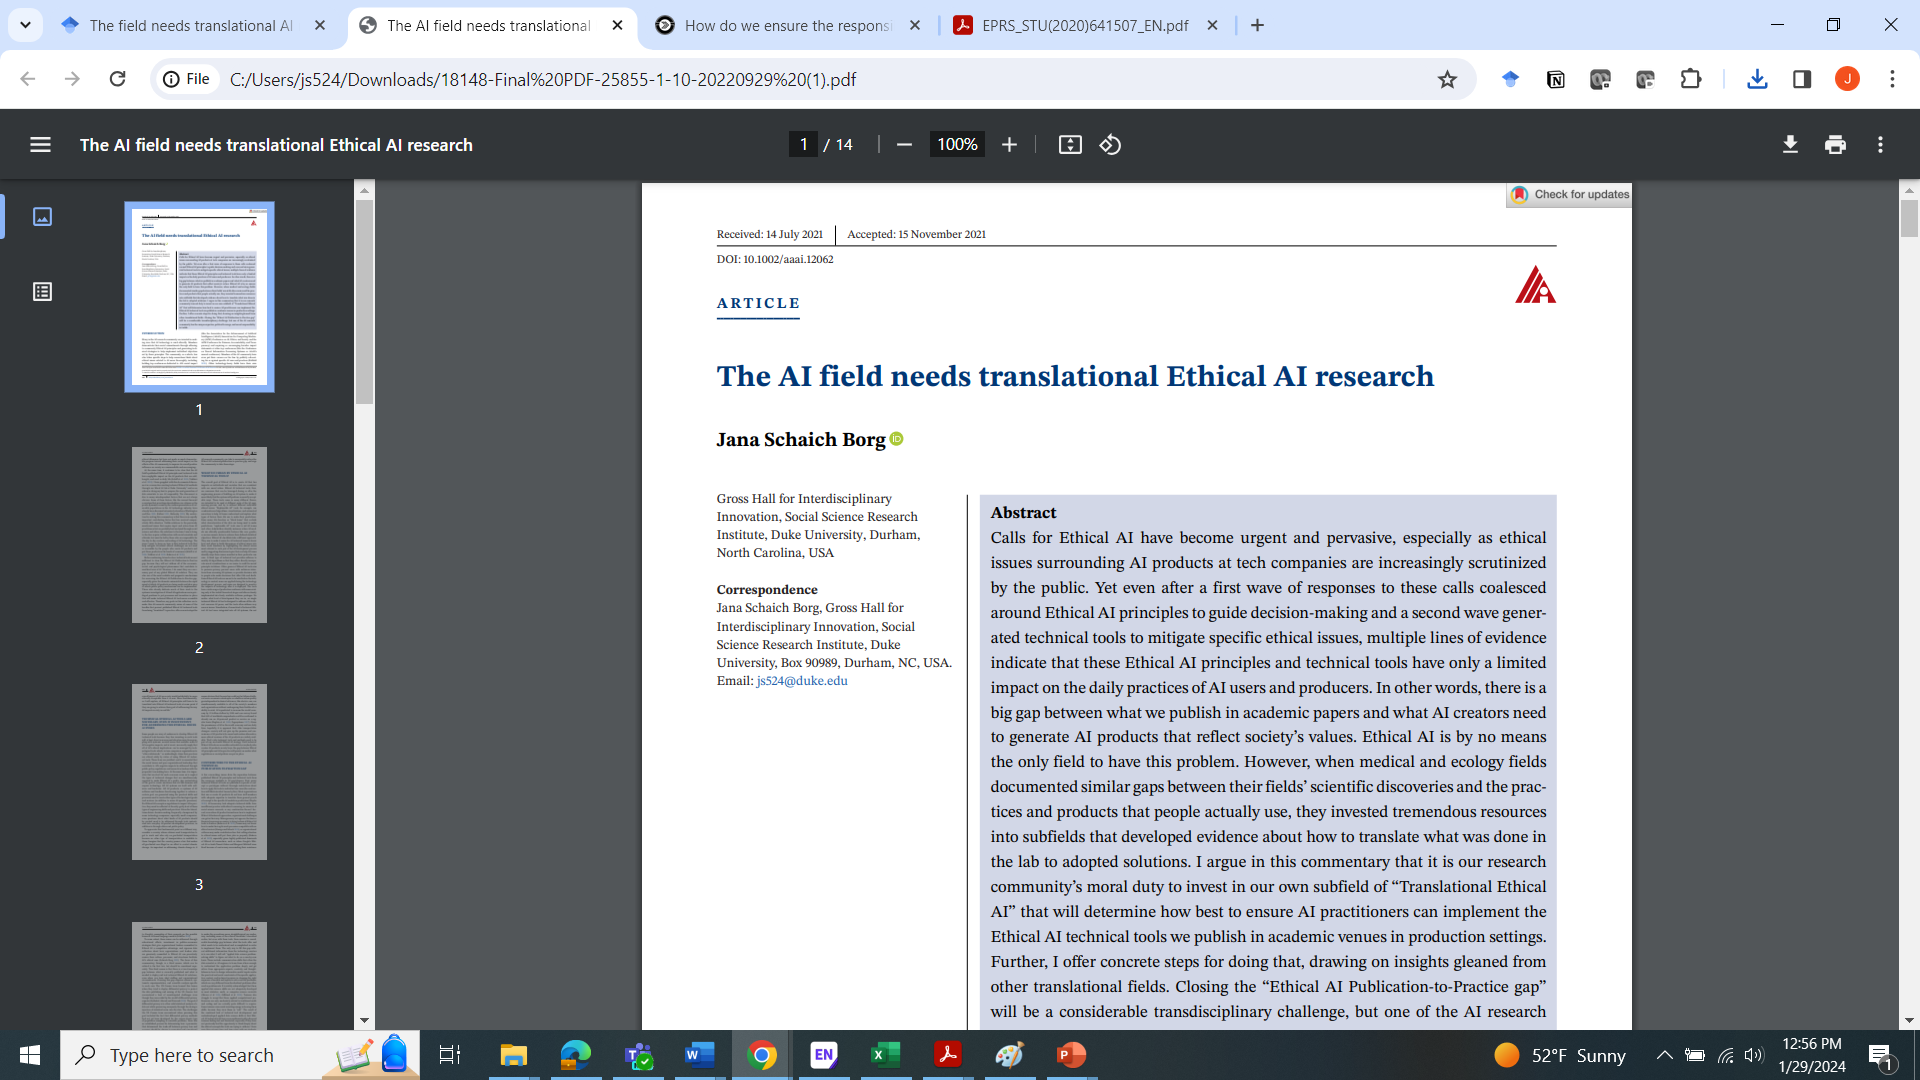 The field needs translational AI
The AI field needs translational
How do we ensure the respons
EPRS_STU(2020)641507_EN.pdf
File
C:/Users/js524/Downloads/18148-Final%20PDF-25855-1-10-20220929%20(1).pdf
J
The AI field needs translational Ethical AI research
1 / 14
100%
1
2
3
Check for updates
Received: 14 July 2021
Accepted: 15 November 2021
DOI: 10.1002/aaai.12062
ARTICLE
The AI field needs translational Ethical AI research
Jana Schaich Borg
iD
Gross Hall for Interdisciplinary
Innovation, Social Science Research
Institute, Duke University, Durham,
North Carolina, USA
Correspondence
Jana Schaich Borg, Gross Hall for
Interdisciplinary Innovation, Social
Science Research Institute, Duke
University, Box 90989, Durham, NC, USA.
Email: js524@duke.edu
Abstract
Calls for Ethical AI have become urgent and pervasive, especially as ethical
issues surrounding AI products at tech companies are increasingly scrutinized
by the public. Yet even after a first wave of responses to these calls coalesced
around Ethical AI principles to guide decision-making and a second wave gener-
ated technical tools to mitigate specific ethical issues, multiple lines of evidence
indicate that these Ethical AI principles and technical tools have only a limited
impact on the daily practices of AI users and producers. In other words, there is a
big gap between what we publish in academic papers and what AI creators need
to generate AI products that reflect society's values. Ethical AI is by no means
the only field to have this problem. However, when medical and ecology fields
documented similar gaps between their fields' scientific discoveries and the prac-
tices and products that people actually use, they invested tremendous resources
into subfields that developed evidence about how to translate what was done in
the lab to adopted solutions. I argue in this commentary that it is our research
community's moral duty to invest in our own subfield of “Translational Ethical
AI” that will determine how best to ensure AI practitioners can implement the
Ethical AI technical tools we publish in academic venues in production settings.
Further, I offer concrete steps for doing that, drawing on insights gleaned from
other translational fields. Closing the “Ethical AI Publication-to-Practice gap”
will be a considerable transdisciplinary challenge, but one of the AI research
Type here to search
EN
52°F Sunny
12:56 PM
1/29/2024
1